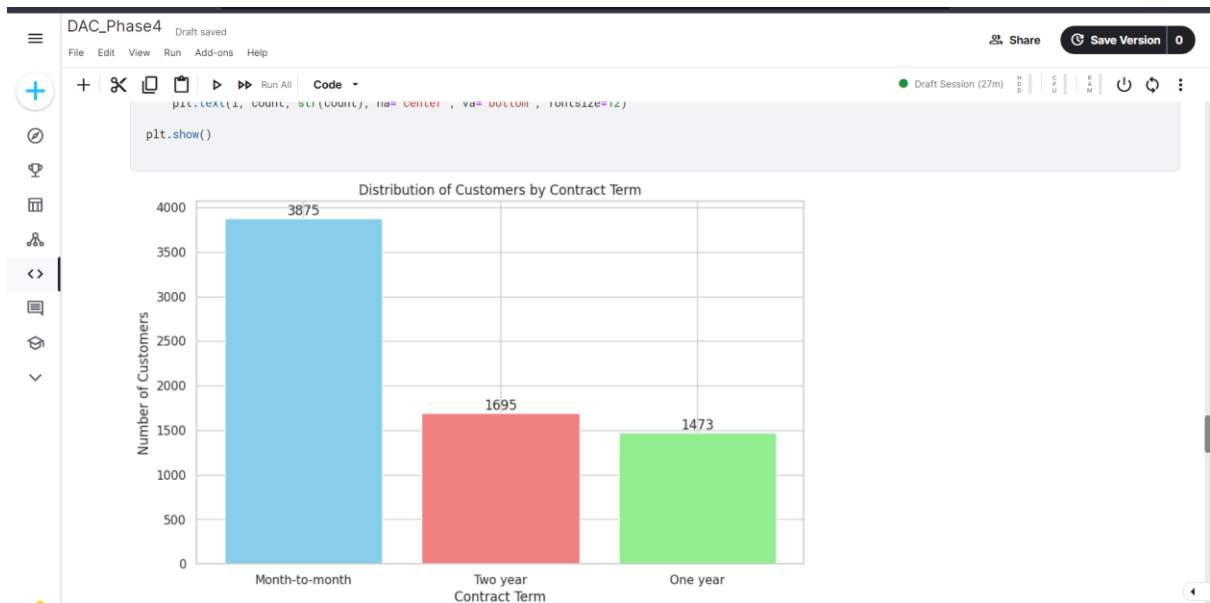 DAC_Phase4 Draft saved
File Edit View Run Add-ons Help
Share
Save Version 0
Run All Code
Draft Session (27m)
HDD
CPU
RAM
plt.text(i, count, str(count), ha='center', va='bottom', fontsize=12)
plt.show()
Distribution of Customers by Contract Term
Number of Customers
4000
3500
3000
2500
2000
1500
1000
500
0
3875
1695
1473
Month-to-month Two year One year
Contract Term